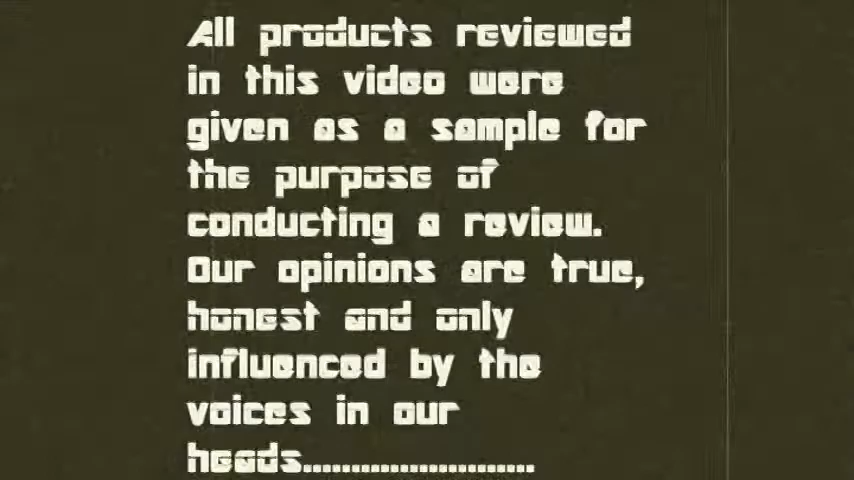 All products reviewed
in this video were
given as a sample for
the purpose of
conducting a review.
Our opinions are true,
honest and only
influenced by the
voices in our
heads........................